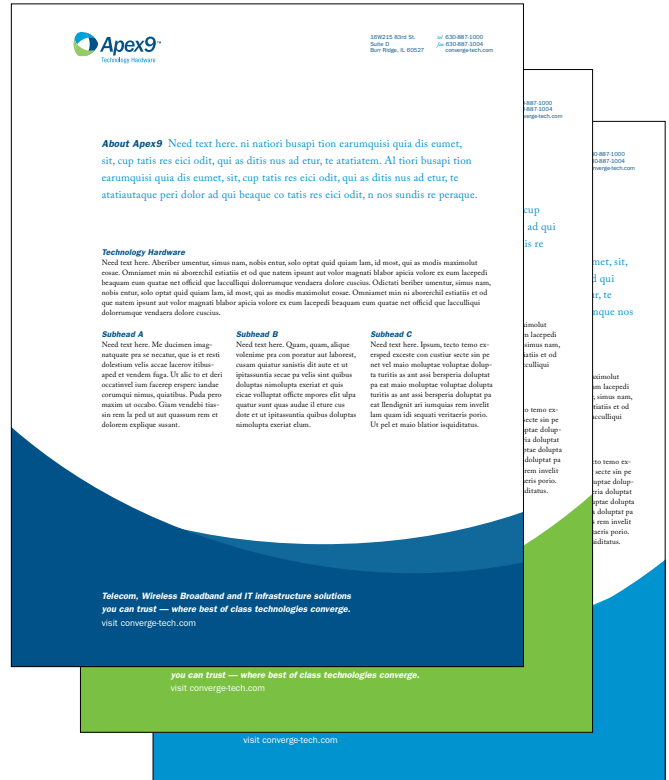 Apex9™
Technology Hardware
16W215 83rd St.
Suite D
Burr Ridge, IL 60527
tel 630-887-1000
fax 630-887-1004
converge-tech.com
About Apex9 Need text here. ni natiori busapi tion earumquisi quia dis eumet,
sit, cup tatis res eici odit, qui as ditis nus ad etur, te atatiatem. Al tiori busapi tion
earumquisi quia dis eumet, sit, cup tatis res eici odit, qui as ditis nus ad etur, te
atatiautaque peri dolor ad qui beaque co tatis res eici odit, n nos sundis re peraque.
Technology Hardware
Need text here. Aberiber umentur, simus nam, nobis entur, solo optat quid quiam lam, id most, qui as modis maximolut
eosae. Omniamet min ni aborerchil estiatiis et od que natem ipsunt aut volor magnati blabor apicia volore ex eum lacepedi
beaquam eum quatae net officid que lacculliqui dolorumque vendaera dolore cuscius. Odictati beriber umentur, simus nam,
nobis entur, solo optat quid quiam lam, id most, qui as modis maximolut eosae. Omniamet min ni aborerchil estiatiis et od
que natem ipsunt aut volor magnati blabor apicia volore ex eum lacepedi beaquam eum quatae net officid que lacculliqui
dolorumque vendaera dolore cuscius.
Subhead A
Need text here. Me ducimen imag-
natquate pra se necatur, que is et resti
dolestium velis accae lacerov itibus-
aped et vendem fuga. Ut alic to et deri
occatinvel ium facerep ersperc iandae
corumqui nimus, quiatibus. Puda pero
maxim ut occabo. Giam vendebi tias-
sin rem la ped ut aut quassum rem et
dolorem explique susant.
Subhead B
Need text here. Quam, quam, alique
volenime pra con poratur aut laborest,
cusam quiatur sanistis dit aute et ut
ipitassuntia secae pa velis sint quibus
doluptas nimolupta exeriat et quis
eicae volluptat officte mpores elit ulpa
quatur sunt quas audae il eture cus
dote et ut ipitassuntia quibus doluptas
nimolupta exeriat elum.
Subhead C
Need text here. Ipsum, tecto temo ex-
ersped exceste con custiur secte sin pe
net vel maio moluptae voluptae dolup-
ta turitis as ant assi bersperia doluptat
pa eat maio moluptae voluptae dolupta
turitis as ant assi bersperia doluptat pa
eat llendignit ari iumquias rem invelit
lam quam idi sequati veritaeris porio.
Ut pel et maio blatior isquiditatus.
Telecom, Wireless Broadband and IT infrastructure solutions
you can trust — where best of class technologies converge.
visit converge-tech.com
you can trust — where best of class technologies converge.
visit converge-tech.com
visit converge-tech.com